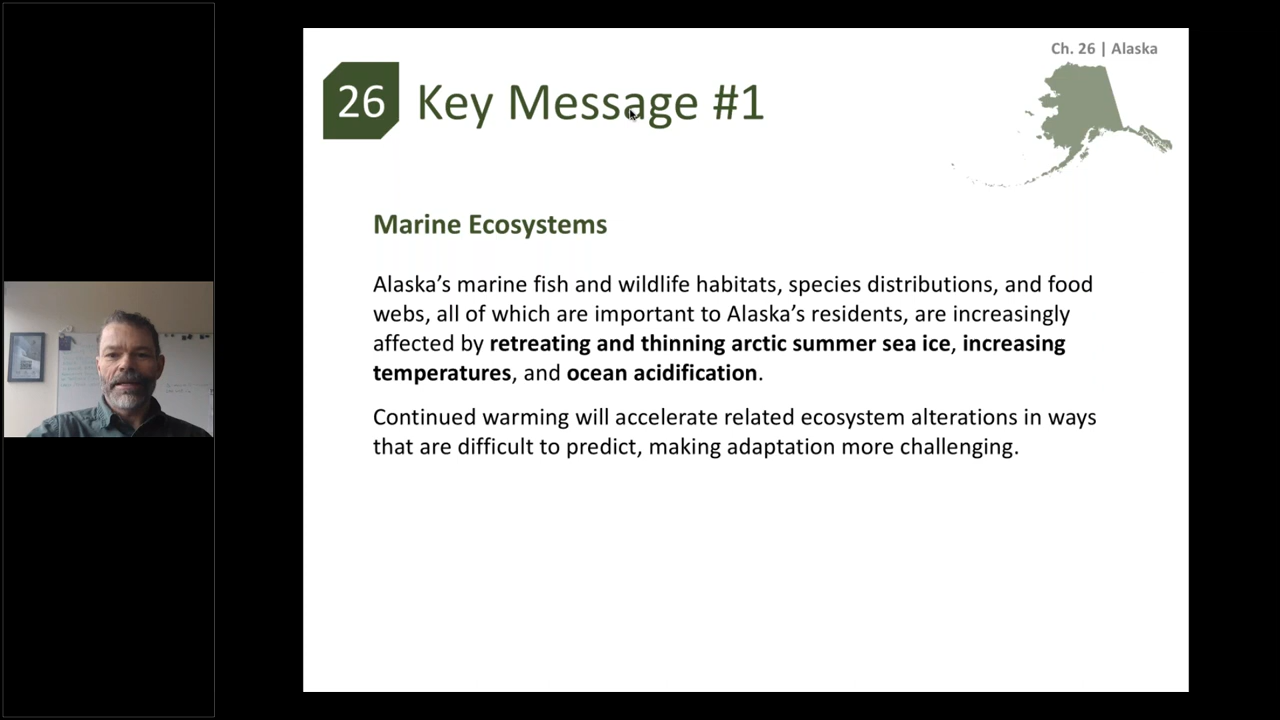 Ch. 26 | Alaska
26 Key Message #1
Marine Ecosystems
Alaska’s marine fish and wildlife habitats, species distributions, and food
webs, all of which are important to Alaska’s residents, are increasingly
affected by retreating and thinning arctic summer sea ice, increasing
temperatures, and ocean acidification.
Continued warming will accelerate related ecosystem alterations in ways
that are difficult to predict, making adaptation more challenging.